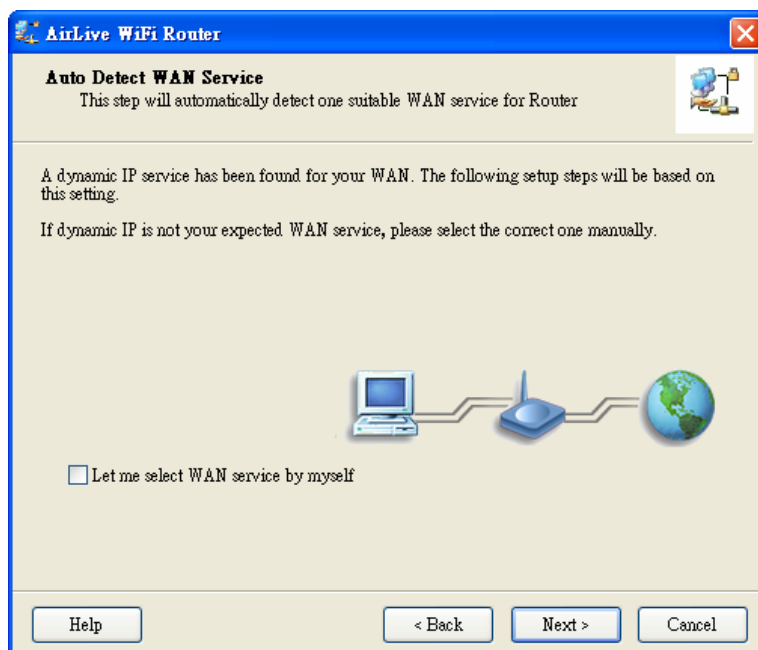 AirLive WiFi Router
Auto Detect WAN Service
This step will automatically detect one suitable WAN service for Router
A dynamic IP service has been found for your WAN. The following setup steps will be based on
this setting.
If dynamic IP is not your expected WAN service, please select the correct one manually.
Let me select WAN service by myself
Help
< Back
Next >
Cancel